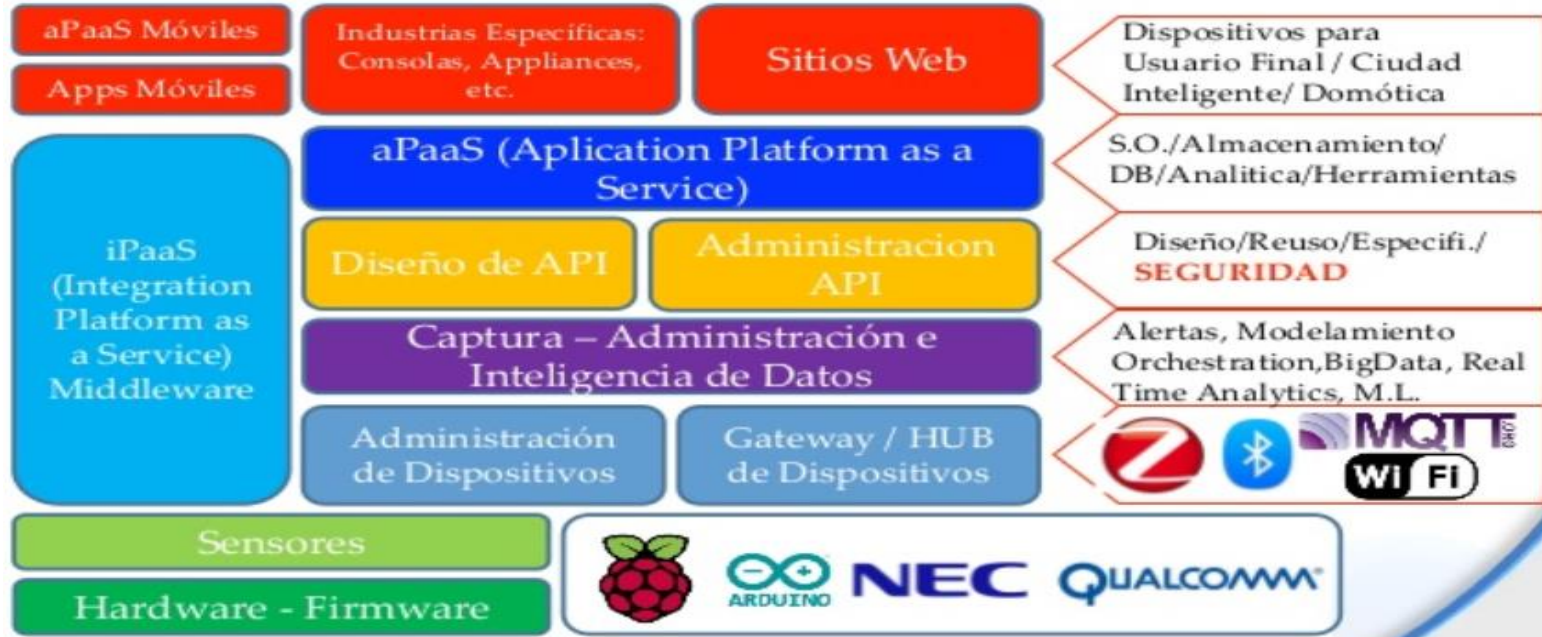 aPaaS Móviles
Apps Móviles
Industrias Específicas:
Consolas, Appliances,
etc.
Sitios Web
Dispositivos para
Usuario Final / Ciudad
Inteligente/ Domótica
iPaaS
(Integration
Platform as
a Service)
Middleware
aPaaS (Aplication Platform as a
Service)
S.O./Almacenamiento/
DB/Analitica/Herramientas
Diseño de API
Administracion
API
Diseño/Reuso/Especifi./
SEGURIDAD
Captura – Administración e
Inteligencia de Datos
Alertas, Modelamiento
Orchestration,BigData, Real
Time Analytics, M.L.
Administración
de Dispositivos
Gateway / HUB
de Dispositivos
MQTT
Wi Fi
Sensores
Hardware - Firmware
ARDUINO
NEC
QUALCOMM